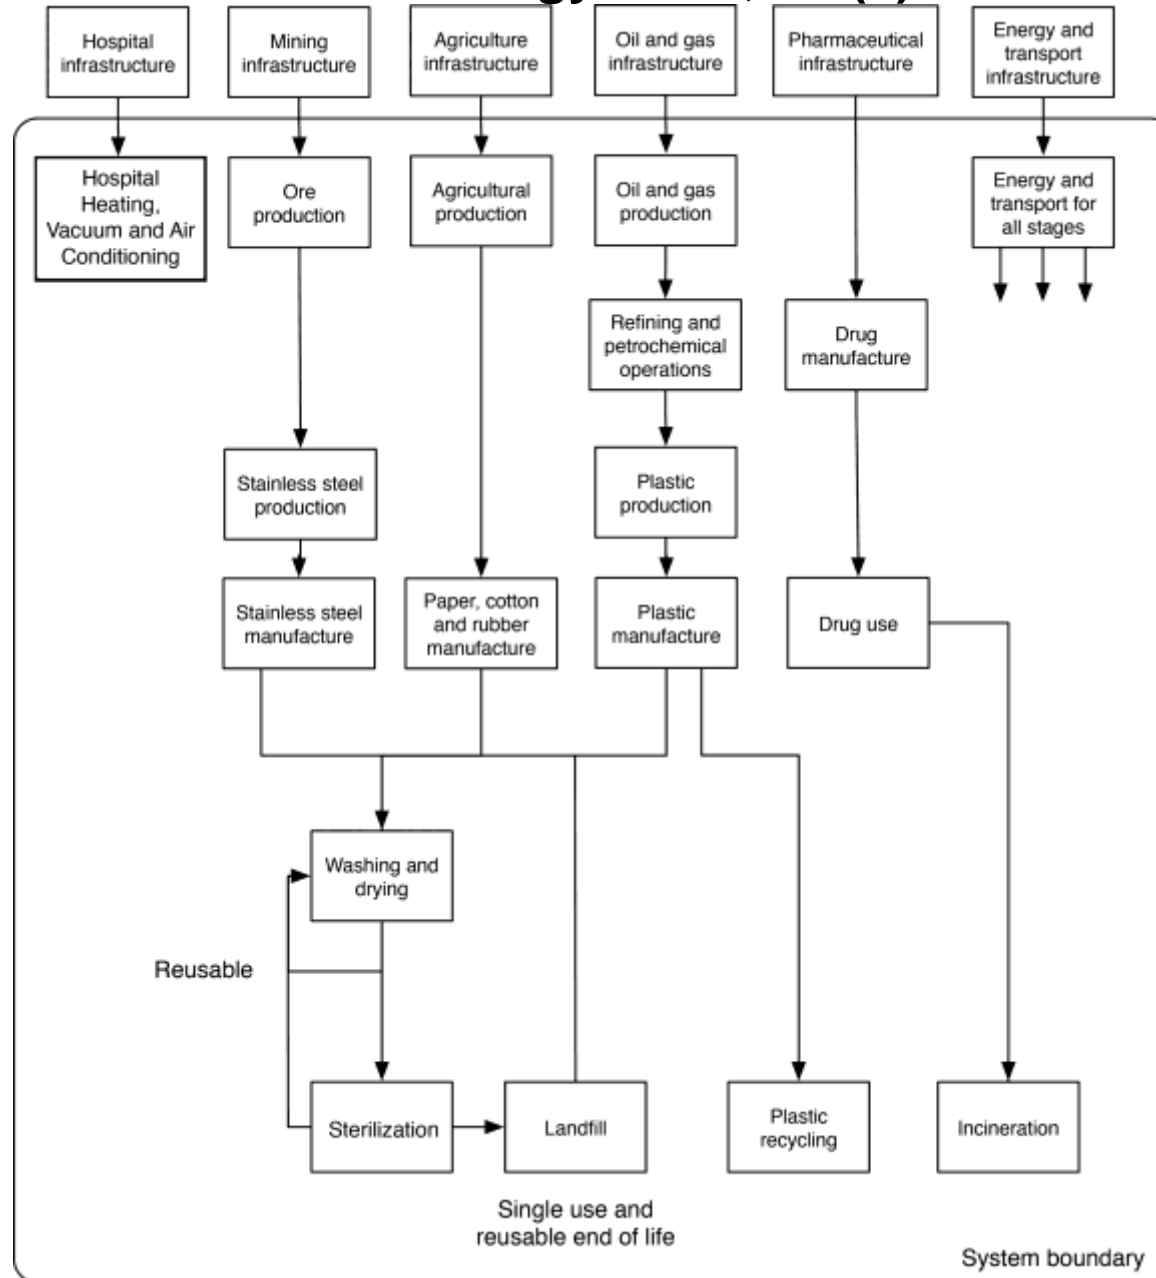 Hospital
infrastructure
Mining
infrastructure
Agriculture
infrastructure
Oil and gas
infrastructure
Pharmaceutical
infrastructure
Energy and
transport
infrastructure
Hospital
Heating,
Vacuum and Air
Conditioning
Ore
production
Agricultural
production
Oil and gas
production
Energy and
transport for
all stages
Refining and
petrochemical
operations
Drug
manufacture
Stainless steel
production
Plastic
production
Stainless steel
manufacture
Paper, cotton
and rubber
manufacture
Plastic
manufacture
Drug use
Washing and
drying
Reusable
Sterilization
Landfill
Plastic
recycling
Incineration
Single use and
reusable end of life
System boundary